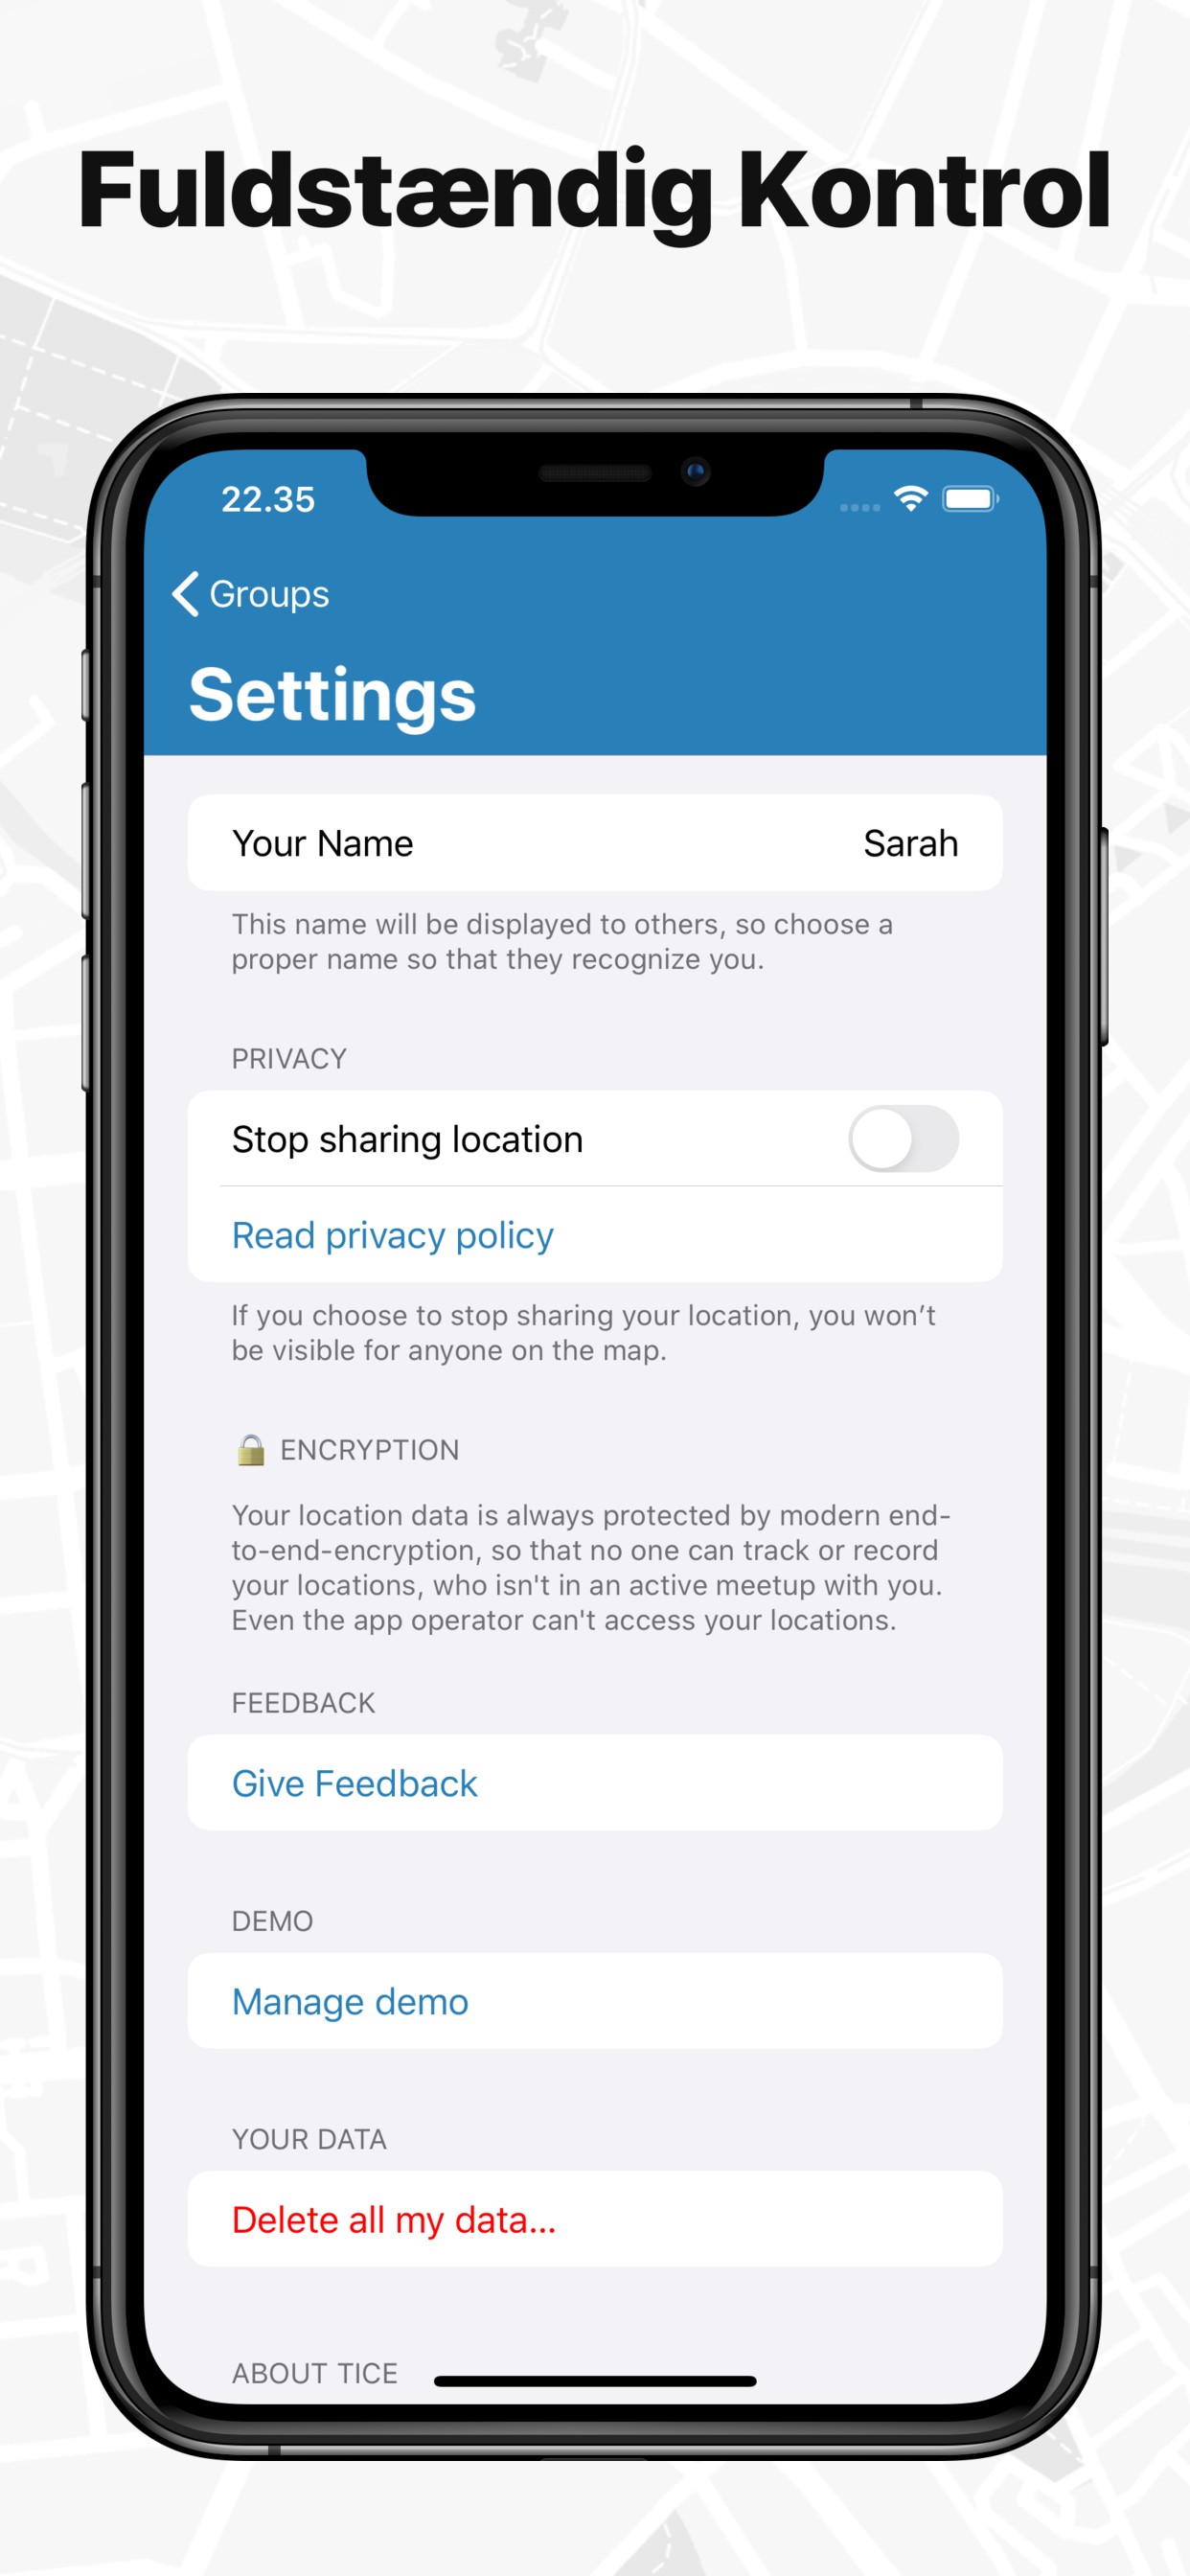 Fuldstændig Kontrol
22.35
Groups
Settings
Your Name Sarah
This name will be displayed to others, so choose a
proper name so that they recognize you.
PRIVACY
Stop sharing location
Read privacy policy
If you choose to stop sharing your location, you won’t
be visible for anyone on the map.
🔒 ENCRYPTION
Your location data is always protected by modern end-
to-end-encryption, so that no one can track or record
your locations, who isn't in an active meetup with you.
Even the app operator can't access your locations.
FEEDBACK
Give Feedback
DEMO
Manage demo
YOUR DATA
Delete all my data...
ABOUT TICE